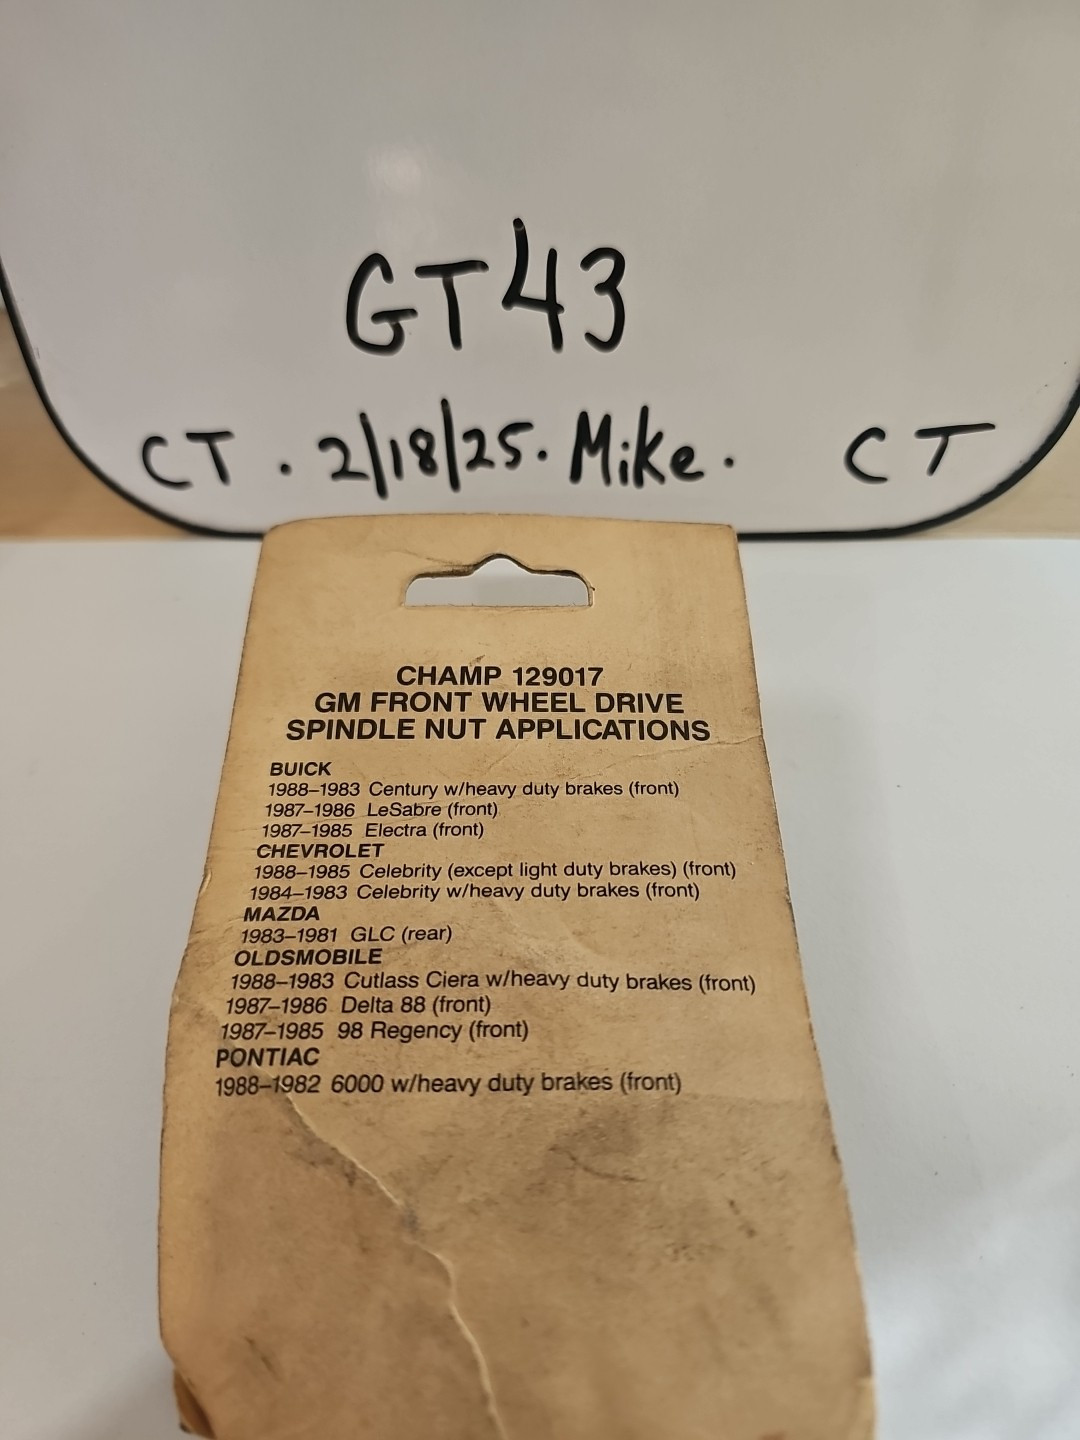 GT43
CT . 2/18/25. Mike. CT
CHAMP 129017
GM FRONT WHEEL DRIVE
SPINDLE NUT APPLICATIONS
BUICK
1988–1983 Century w/heavy duty brakes (front)
1987–1986 LeSabre (front)
1987–1985 Electra (front)
CHEVROLET
1988–1985 Celebrity (except light duty brakes) (front)
1984–1983 Celebrity w/heavy duty brakes (front)
MAZDA
1983–1981 GLC (rear)
OLDSMOBILE
1988–1983 Cutlass Ciera w/heavy duty brakes (front)
1987–1986 Delta 88 (front)
1987–1985 98 Regency (front)
PONTIAC
1988–1982 6000 w/heavy duty brakes (front)